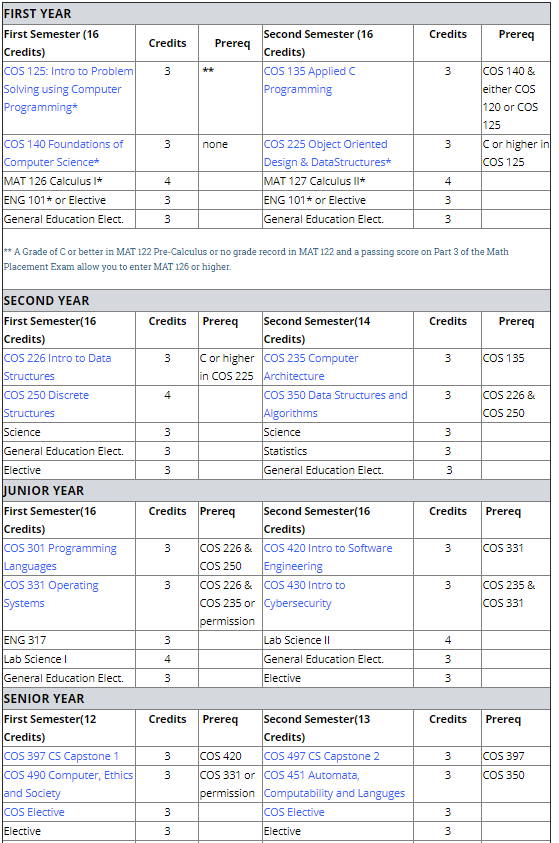 FIRST YEAR
First Semester (16 Credits) Credits Prereq Second Semester (16 Credits) Credits Prereq
COS 125: Intro to Problem Solving using Computer Programming* 3 ** COS 135 Applied C Programming 3 COS 140 & either COS 120 or COS 125
COS 140 Foundations of Computer Science* 3 none COS 225 Object Oriented Design & DataStructures* 3 C or higher in COS 125
MAT 126 Calculus I* 4 MAT 127 Calculus II* 4
ENG 101* or Elective 3 ENG 101* or Elective 3
General Education Elect. 3 General Education Elect. 3
** A Grade of C or better in MAT 122 Pre-Calculus or no grade record in MAT 122 and a passing score on Part 3 of the Math
Placement Exam allow you to enter MAT 126 or higher.
SECOND YEAR
First Semester(16 Credits) Credits Prereq Second Semester(14 Credits) Credits Prereq
COS 226 Intro to Data Structures 3 C or higher in COS 225 COS 235 Computer Architecture 3 COS 135
COS 250 Discrete Structures 4 COS 350 Data Structures and Algorithms 3 COS 226 & COS 250
Science 3 Science 3
General Education Elect. 3 Statistics 3
Elective 3 General Education Elect. 3
JUNIOR YEAR
First Semester(16 Credits) Credits Prereq Second Semester(16 Credits) Credits Prereq
COS 301 Programming Languages 3 COS 226 & COS 250 COS 420 Intro to Software Engineering 3 COS 331
COS 331 Operating Systems 3 COS 226 & COS 235 or permission COS 430 Intro to Cybersecurity 3 COS 235 & COS 331
ENG 317 3 Lab Science II 4
Lab Science I 4 General Education Elect. 3
General Education Elect. 3 Elective 3
SENIOR YEAR
First Semester(12 Credits) Credits Prereq Second Semester(13 Credits) Credits Prereq
COS 397 CS Capstone 1 3 COS 420 COS 497 CS Capstone 2 3 COS 397
COS 490 Computer, Ethics and Society 3 COS 331 or permission COS 451 Automata, Computability and Languges 3 COS 350
COS Elective 3 COS Elective 3
Elective 3 Elective 3